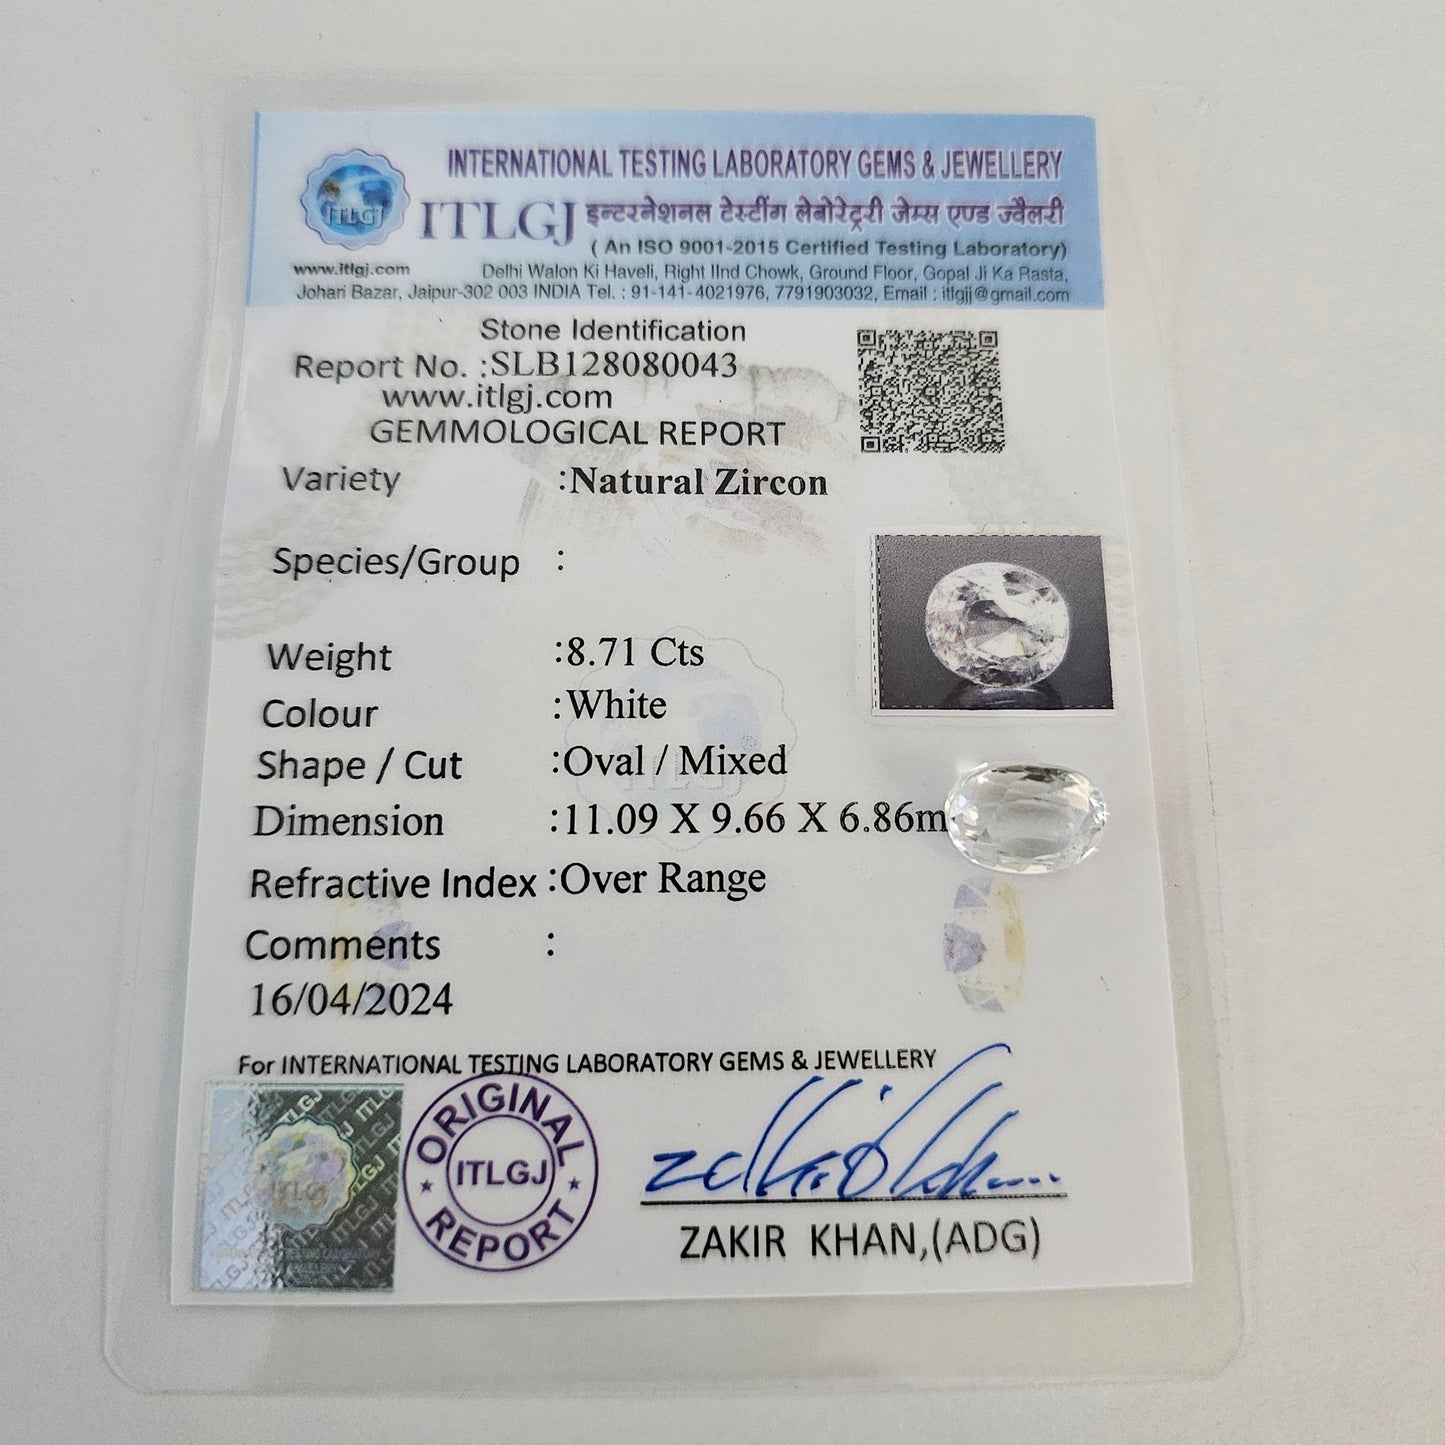 INTERNATIONAL TESTING LABORATORY GEMS & JEWELLERY
ITLGJ
ITLGJ इन्टरनेशनल टेस्टींग लेबोरेट्ररी जेम्स एण्ड ज्वैलरी
( An ISO 9001-2015 Certified Testing Laboratory)
www.itlgj.com Delhi Walon Ki Haveli, Right IInd Chowk, Ground Floor, Gopal Ji Ka Rasta,
Johari Bazar, Jaipur-302 003 INDIA Tel. : 91-141-4021976, 7791903032, Email : itlgjj@gmail.com
Stone Identification
Report No. :SLB128080043
www.itlgj.com
GEMMOLOGICAL REPORT
Variety :Natural Zircon
Species/Group :
Weight :8.71 Cts
Colour :White
Shape / Cut :Oval / Mixed
Dimension :11.09 X 9.66 X 6.86m
Refractive Index :Over Range
Comments :
16/04/2024
For INTERNATIONAL TESTING LABORATORY GEMS & JEWELLERY
ORIGINAL
ITLGJ
REPORT
ITLGJ
ZAKIR KHAN,(ADG)